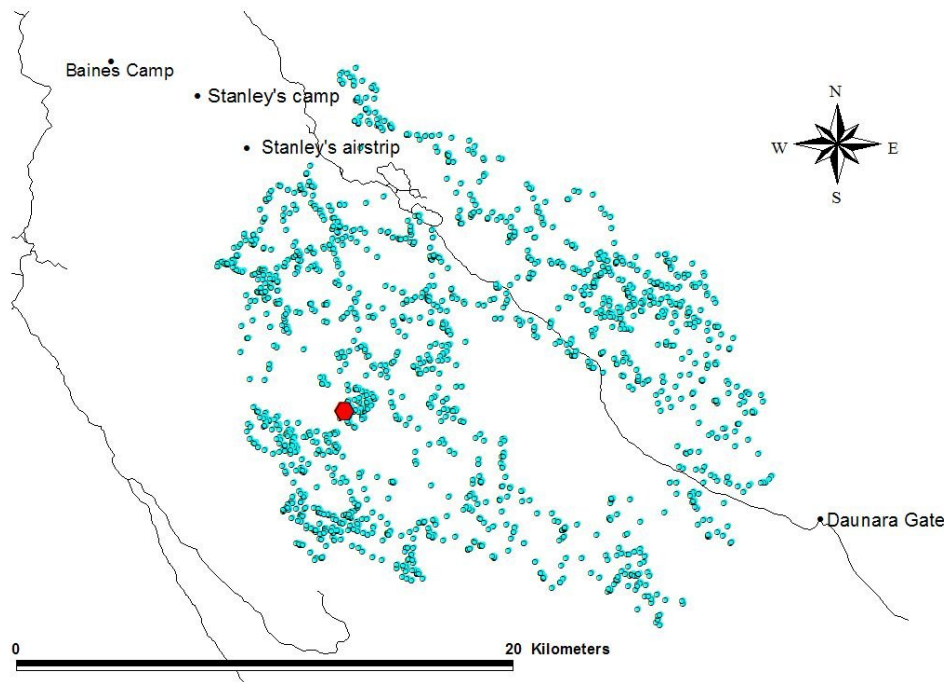 Baines Camp
Stanley's camp
Stanley's airstrip
N
W E
S
Daunara Gate
0 20 Kilometers